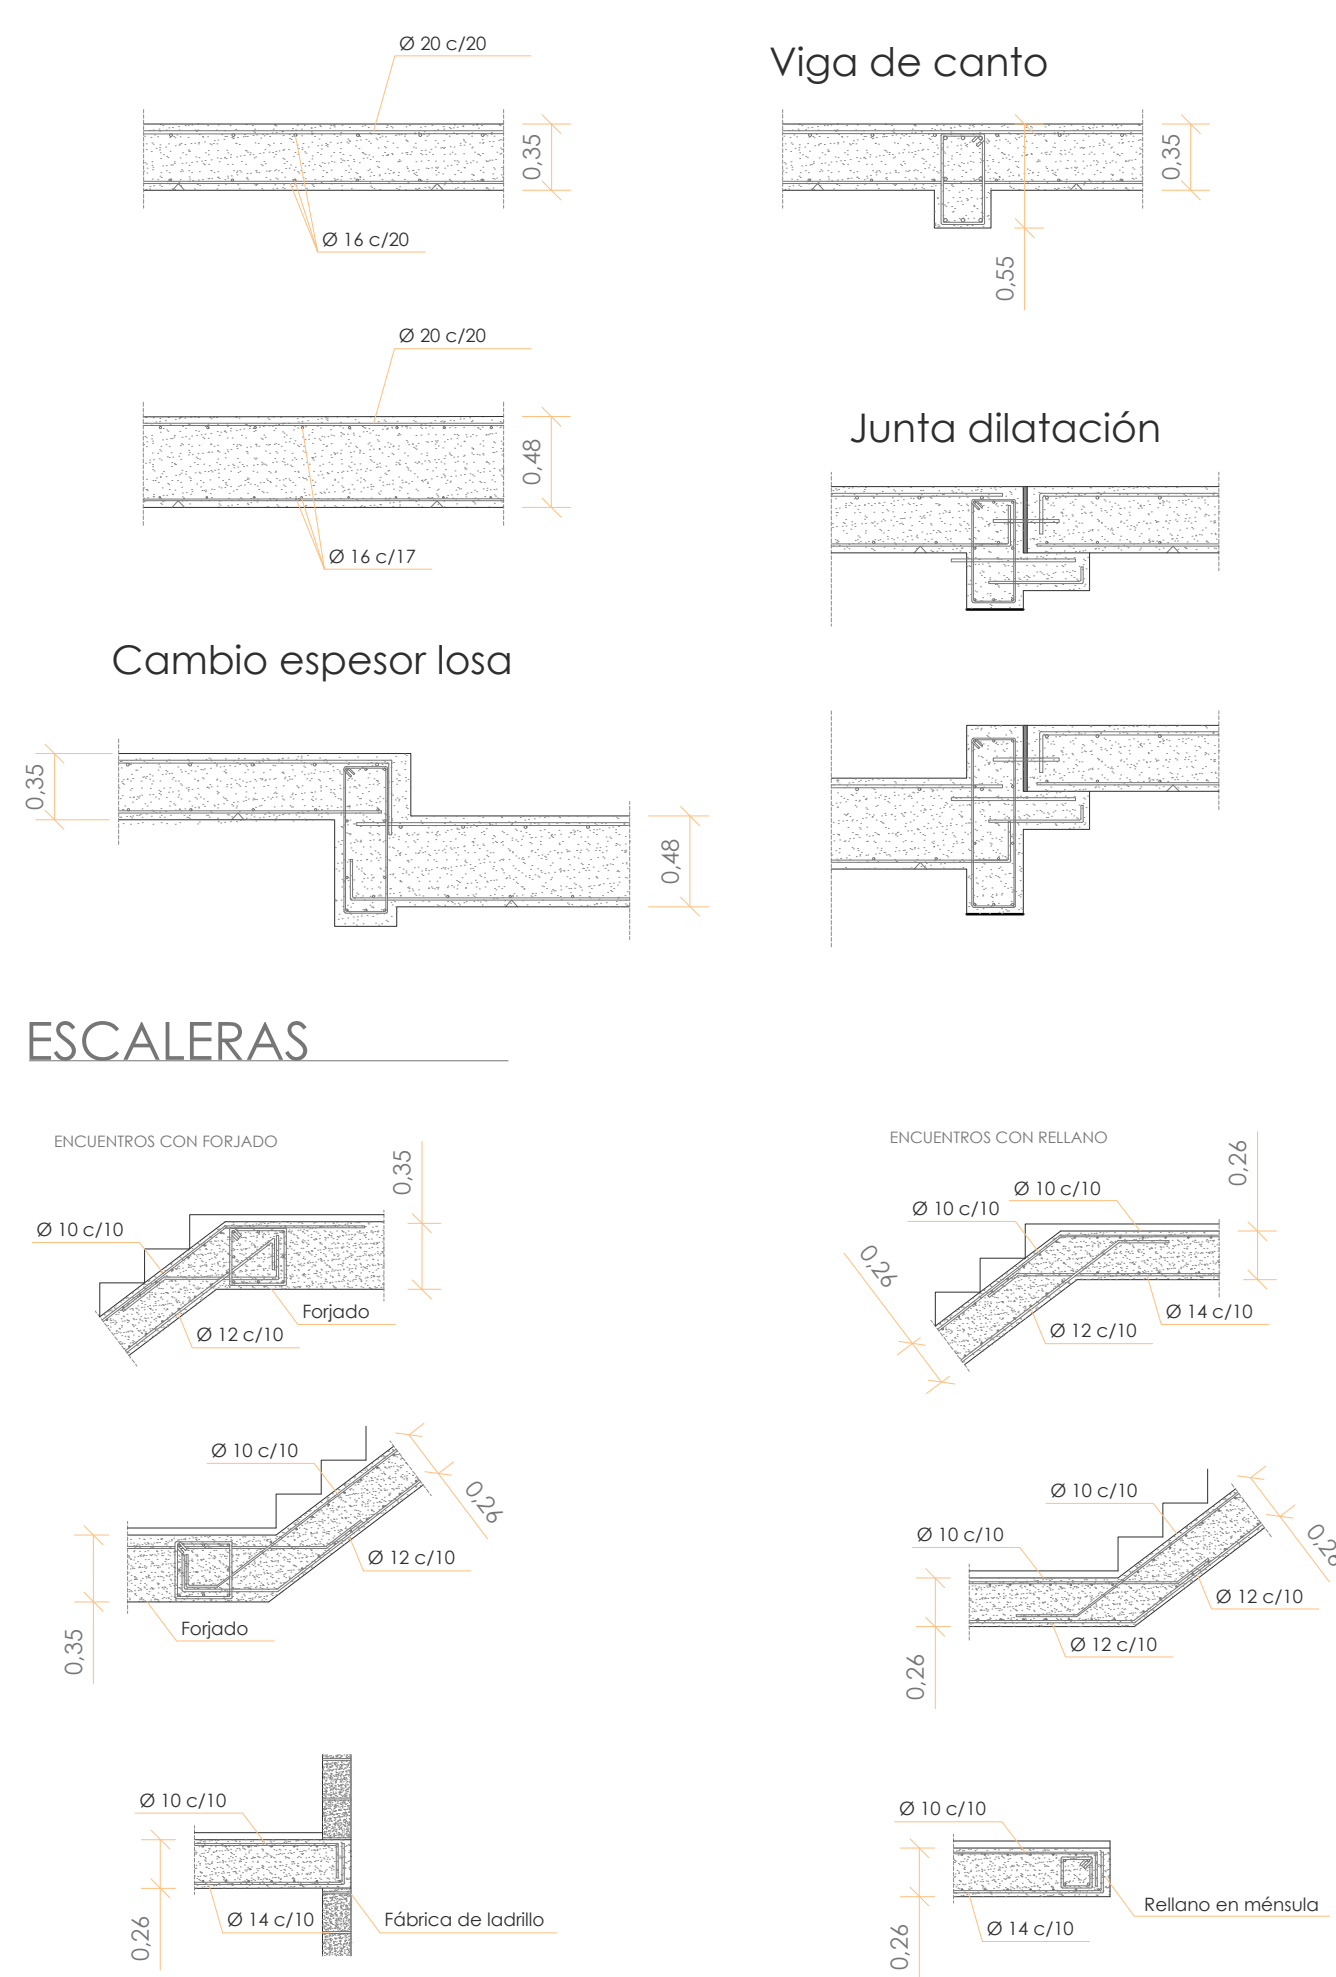 Ø 20 c/20
0,35
Ø 16 c/20
Viga de canto
0,35
0,55
Ø 20 c/20
0,48
Ø 16 c/17
Junta dilatación
Cambio espesor losa
0,35
0,48
ESCALERAS
ENCUENTROS CON FORJADO
0,35
Ø 10 c/10
Forjado
Ø 12 c/10
ENCUENTROS CON RELLANO
0,26
Ø 10 c/10
Ø 10 c/10
0,26
Ø 14 c/10
Ø 12 c/10
Ø 10 c/10
0,26
Ø 12 c/10
Forjado
0,35
Ø 10 c/10
Ø 10 c/10
0,26
Ø 12 c/10
Ø 12 c/10
0,26
Ø 10 c/10
Ø 14 c/10
Fábrica de ladrillo
0,26
Ø 10 c/10
Rellano en ménsula
Ø 14 c/10
0,26